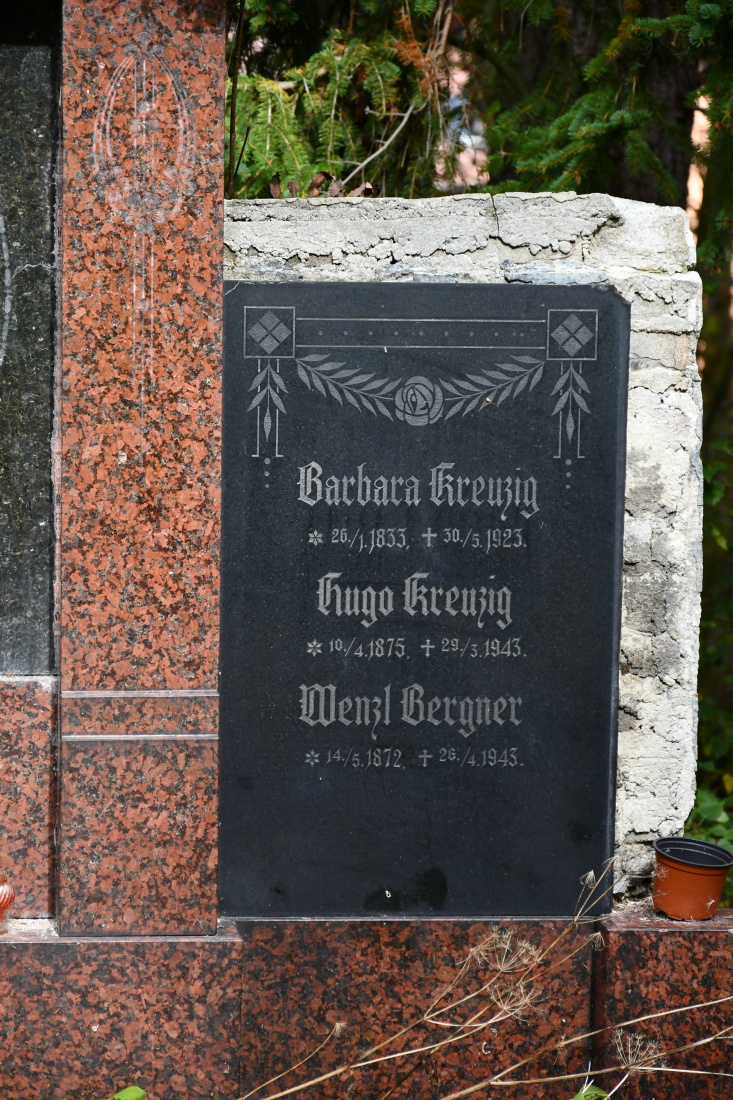 Barbara Kreuzig
* 26./1.1833. ✝ 30./5.1923.
Hugo Kreuzig
* 10./4.1875. ✝ 29./3.1943.
Wenzl Bergner
* 14./5.1872. ✝ 26./4.1943.